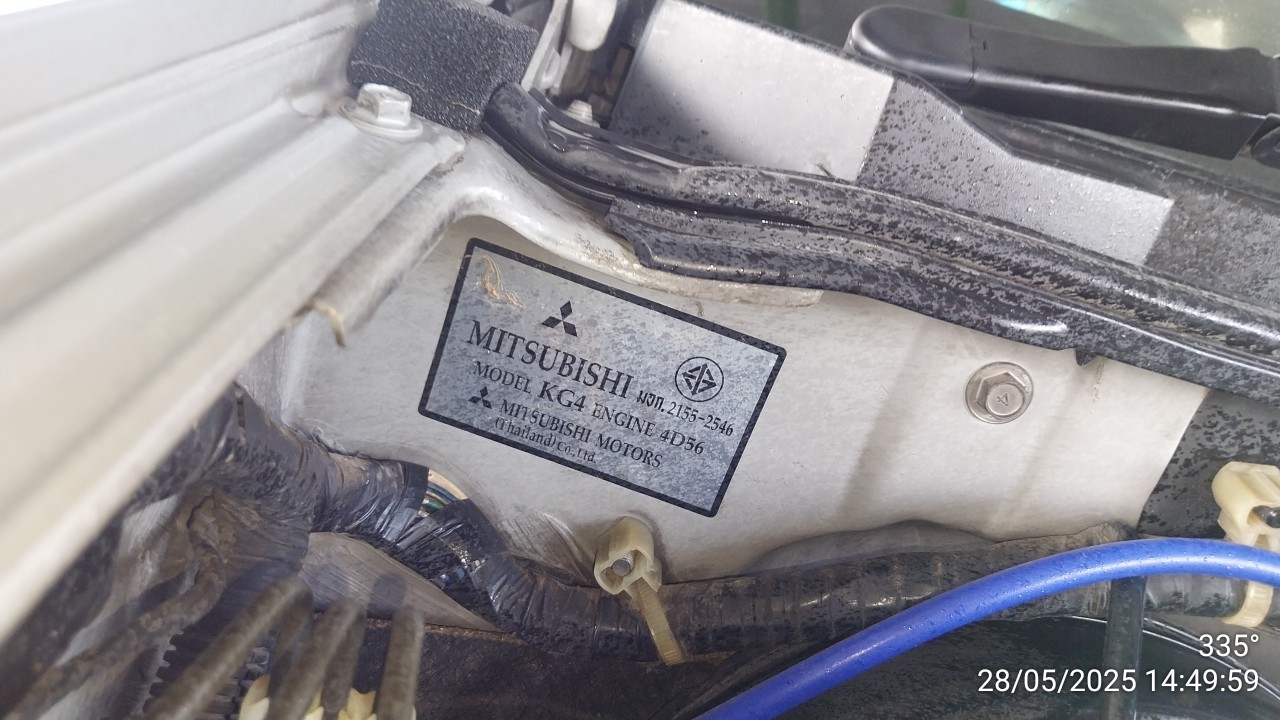 MITSUBISHI มอก. 2155-2546
MODEL KG4 ENGINE 4D56
MITSUBISHI MOTORS
(Thailand) Co., Ltd.
335°
28/05/2025 14:49:59